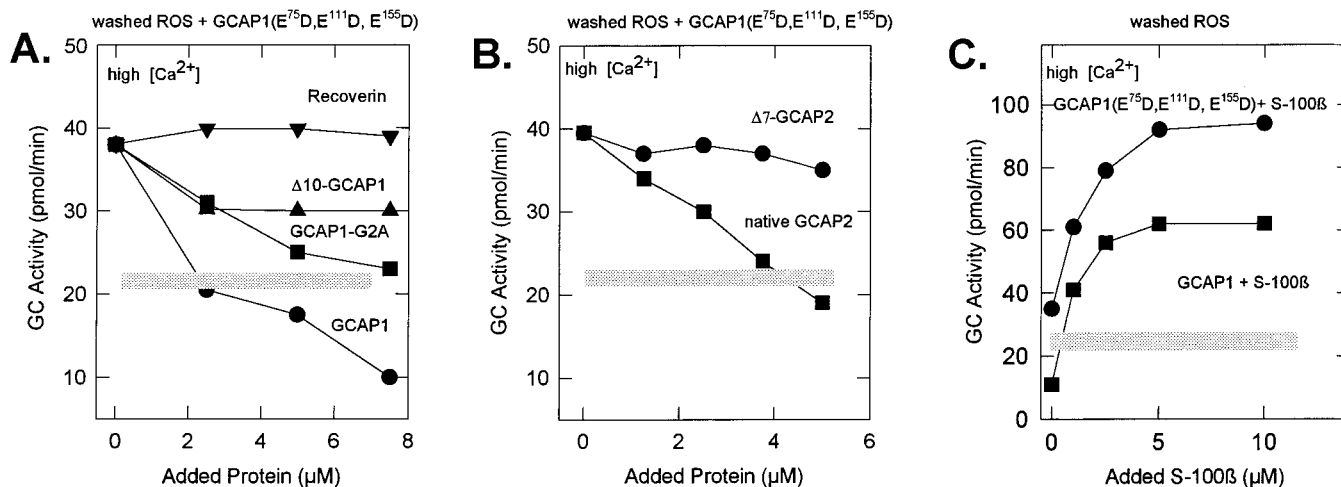 washed ROS + GCAP1(E⁷⁵D,E¹¹¹D, E¹⁵⁵D)
A.
50
40
30
20
10
GC Activity (pmol/min)
high [Ca²⁺]
Recoverin
Δ10-GCAP1
GCAP1-G2A
GCAP1
0 2 4 6 8
Added Protein (µM)
washed ROS + GCAP1(E⁷⁵D,E¹¹¹D, E¹⁵⁵D)
B.
50
40
30
20
10
GC Activity (pmol/min)
high [Ca²⁺]
Δ7-GCAP2
native GCAP2
0 2 4 6
Added Protein (µM)
washed ROS
C.
100
80
60
40
20
0
GC Activity (pmol/min)
high [Ca²⁺]
GCAP1(E⁷⁵D,E¹¹¹D, E¹⁵⁵D)+ S-100ß
GCAP1 + S-100ß
0 5 10
Added S-100ß (µM)